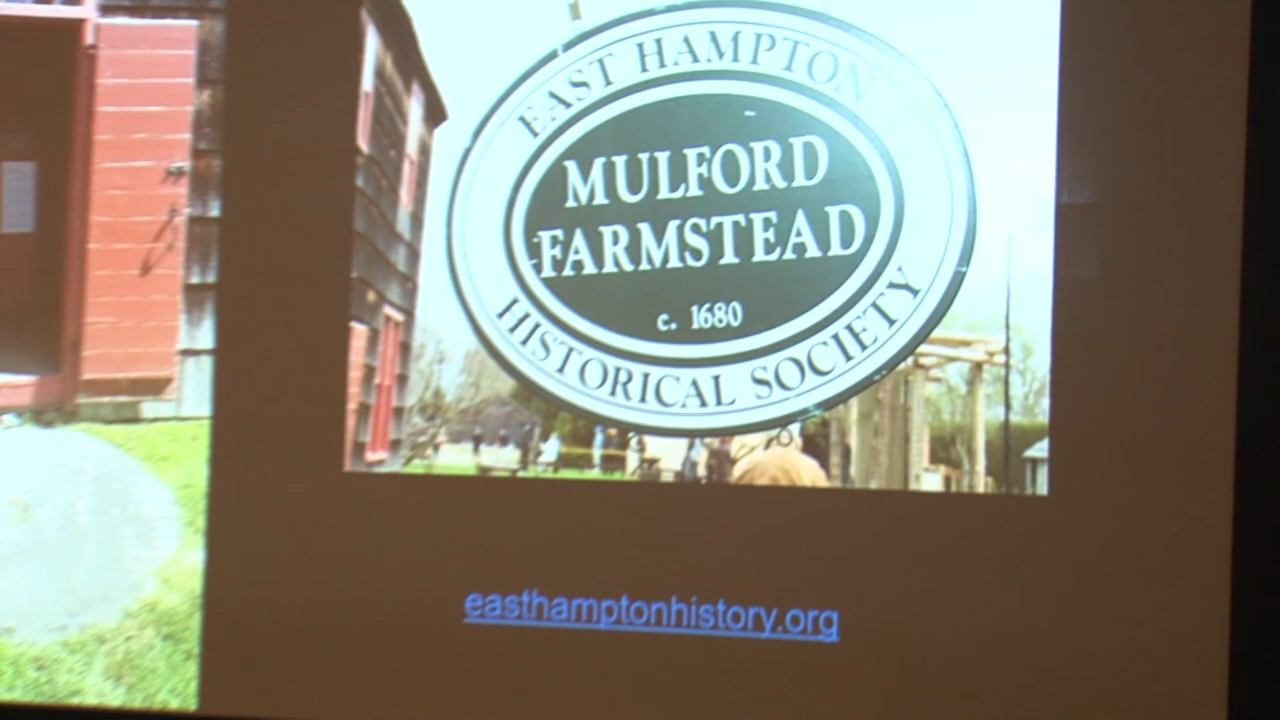 EAST HAMPTON
MULFORD
FARMSTEAD
c. 1680
HISTORICAL SOCIETY
easthamptonhistory.org